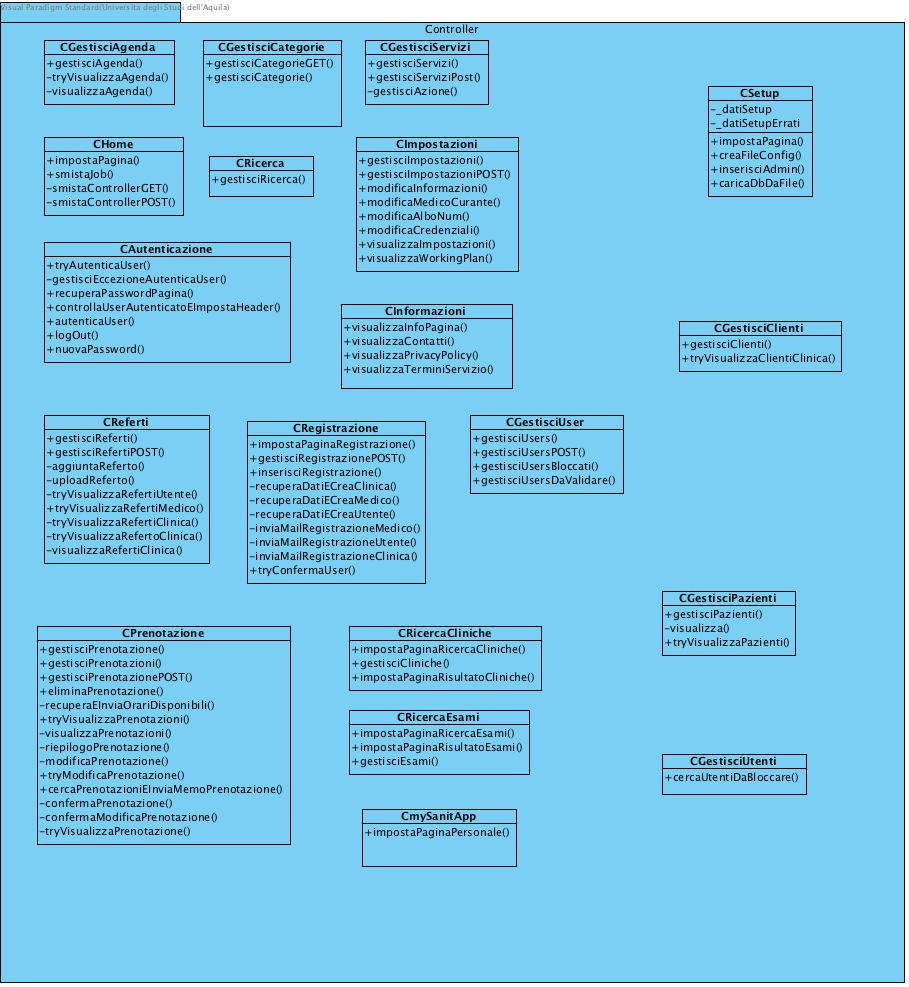 Visual Paradigm Standard(Universita degli Studi dell'Aquila)
Controller
CGestisciAgenda
+gestisciAgenda()
-tryVisualizzaAgenda()
-visualizzaAgenda()
CGestisciCategorie
+gestisciCategorieGET()
+gestisciCategorie()
CGestisciServizi
+gestisciServizi()
+gestisciServiziPost()
-gestisciAzione()
CSetup
-_datiSetup
-_datiSetupErrati
+impostaPagina()
+creaFileConfig()
+inserisciAdmin()
+caricaDbDaFile()
CHome
+impostaPagina()
+smistaJob()
-smistaControllerGET()
-smistaControllerPOST()
CRicerca
+gestisciRicerca()
CImpostazioni
+gestisciImpostazioni()
+gestisciImpostazioniPOST()
+modificaInformazioni()
+modificaMedicoCurante()
+modificaAlboNum()
+modificaCredenziali()
+visualizzaImpostazioni()
+visualizzaWorkingPlan()
CAutenticazione
+tryAutenticaUser()
-gestisciEccezioneAutenticaUser()
+recuperaPasswordPagina()
+controllaUserAutenticatoEImpostaHeader()
+autenticaUser()
+logOut()
+nuovaPassword()
CInformazioni
+visualizzaInfoPagina()
+visualizzaContatti()
+visualizzaPrivacyPolicy()
+visualizzaTerminiServizio()
CGestisciClienti
+gestisciClienti()
+tryVisualizzaClientiClinica()
CReferti
+gestisciReferti()
+gestisciRefertiPOST()
-aggiuntaReferto()
-uploadReferto()
-tryVisualizzaRefertiUtente()
+tryVisualizzaRefertiMedico()
-tryVisualizzaRefertiClinica()
-tryVisualizzaRefertoClinica()
-visualizzaRefertiClinica()
CRegistrazione
+impostaPaginaRegistrazione()
+gestisciRegistrazionePOST()
+inserisciRegistrazione()
-recuperaDatiECreaClinica()
-recuperaDatiECreaMedico()
-recuperaDatiECreaUtente()
-inviaMailRegistrazioneMedico()
-inviaMailRegistrazioneUtente()
-inviaMailRegistrazioneClinica()
+tryConfermaUser()
CGestisciUser
+gestisciUsers()
+gestisciUsersPOST()
+gestisciUsersBloccati()
+gestisciUsersDaValidare()
CGestisciPazienti
+gestisciPazienti()
-visualizza()
+tryVisualizzaPazienti()
CPrenotazione
+gestisciPrenotazione()
+gestisciPrenotazioni()
+gestisciPrenotazionePOST()
+eliminaPrenotazione()
-recuperaEInviaOrariDisponibili()
+tryVisualizzaPrenotazioni()
-visualizzaPrenotazioni()
-riepilogoPrenotazione()
-modificaPrenotazione()
+tryModificaPrenotazione()
+cercaPrenotazioniEInviaMemoPrenotazione()
-confermaPrenotazione()
-confermaModificaPrenotazione()
-tryVisualizzaPrenotazione()
CRicercaCliniche
+impostaPaginaRicercaCliniche()
+gestisciCliniche()
+impostaPaginaRisultatoCliniche()
CRicercaEsami
+impostaPaginaRicercaEsami()
+impostaPaginaRisultatoEsami()
+gestisciEsami()
CGestisciUtenti
+cercaUtentiDaBloccare()
CmySanitApp
+impostaPaginaPersonale()